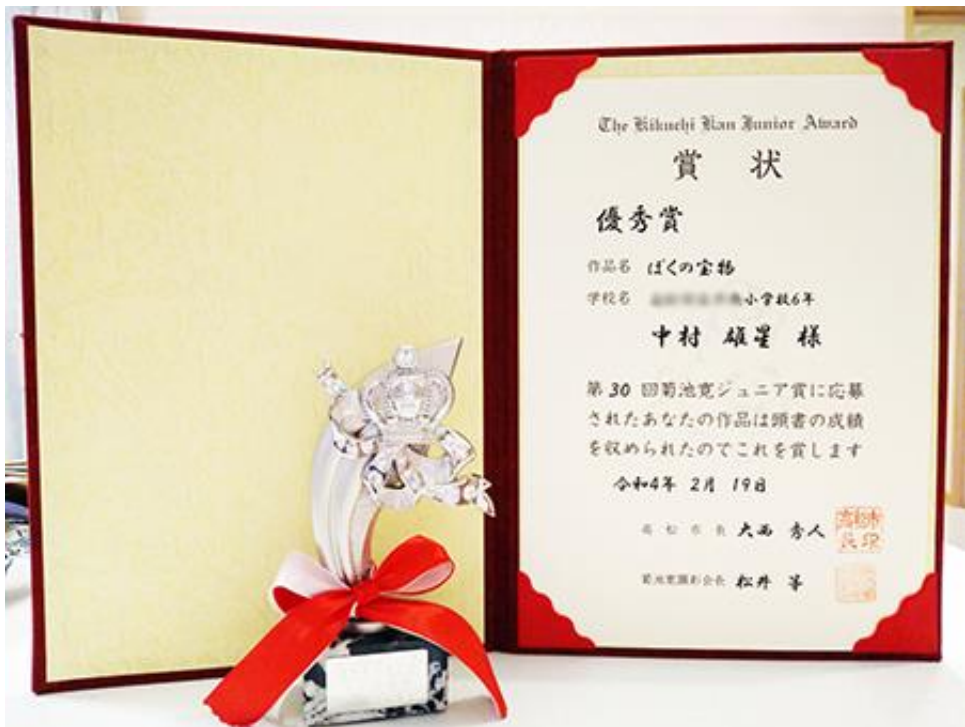 The Kikuchi Kan Junior Award
賞状
優秀賞
作品名 ぼくの宝物
学校名 小学校6年
中村 雄星 様
第30回菊池寛ジュニア賞に応募
されたあなたの作品は頭書の成績
を収められたのでこれを賞します
令和4年 2月 19日
高松市長 大西 秀人
高松市長印
菊池寛顕彰会長 松井 等